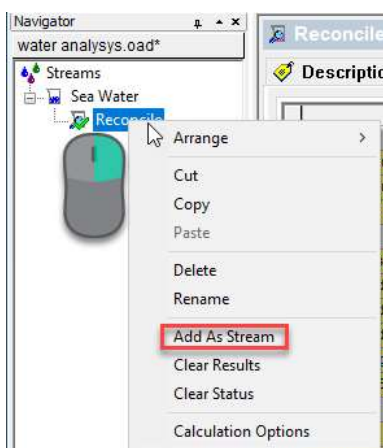 Navigator
water analysys.oad*
Streams
Sea Water
Reconcile
Reconcile
Descriptio
Arrange
Cut
Copy
Paste
Delete
Rename
Add As Stream
Clear Results
Clear Status
Calculation Options